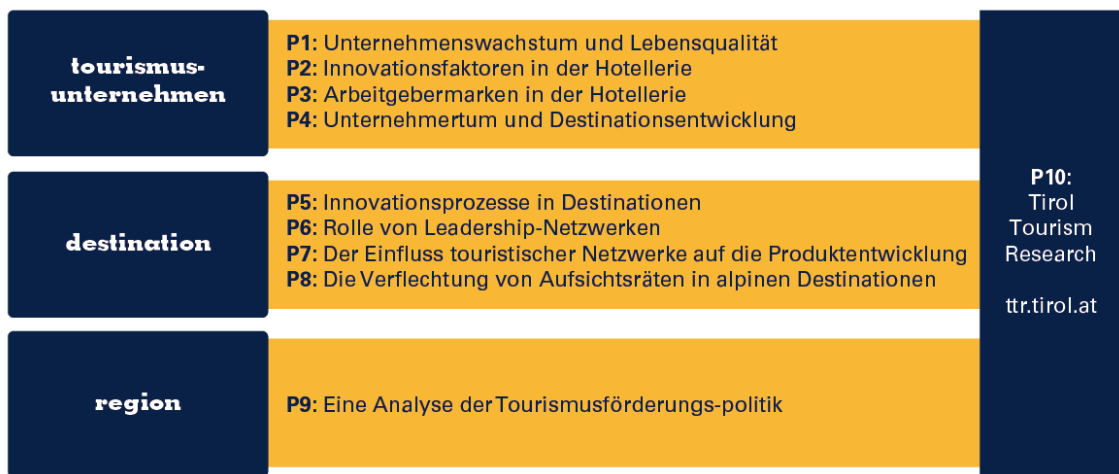 tourismus-
unternehmen
P1: Unternehmenswachstum und Lebensqualität
P2: Innovationsfaktoren in der Hotellerie
P3: Arbeitgebermarken in der Hotellerie
P4: Unternehmertum und Destinationsentwicklung
destination
P5: Innovationsprozesse in Destinationen
P6: Rolle von Leadership-Netzwerken
P7: Der Einfluss touristischer Netzwerke auf die Produktentwicklung
P8: Die Verflechtung von Aufsichtsräten in alpinen Destinationen
region
P9: Eine Analyse der Tourismusförderungs-politik
P10:
Tirol
Tourism
Research
ttr.tirol.at